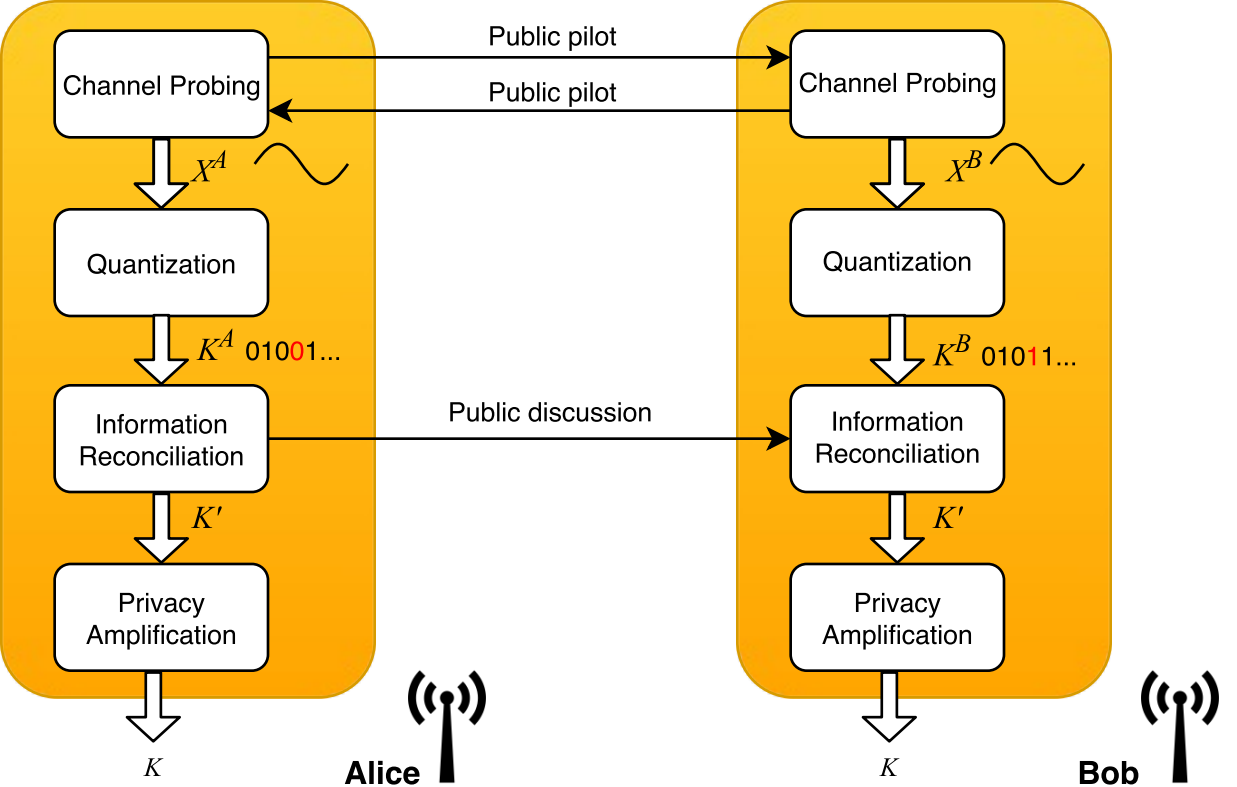 Public pilot
Channel Probing
Channel Probing
Public pilot
X^A
X^B
Quantization
Quantization
K^A 01001...
K^B 01011...
Public discussion
Information
Reconciliation
Information
Reconciliation
K'
K'
Privacy
Amplification
Privacy
Amplification
K
Alice
K
Bob